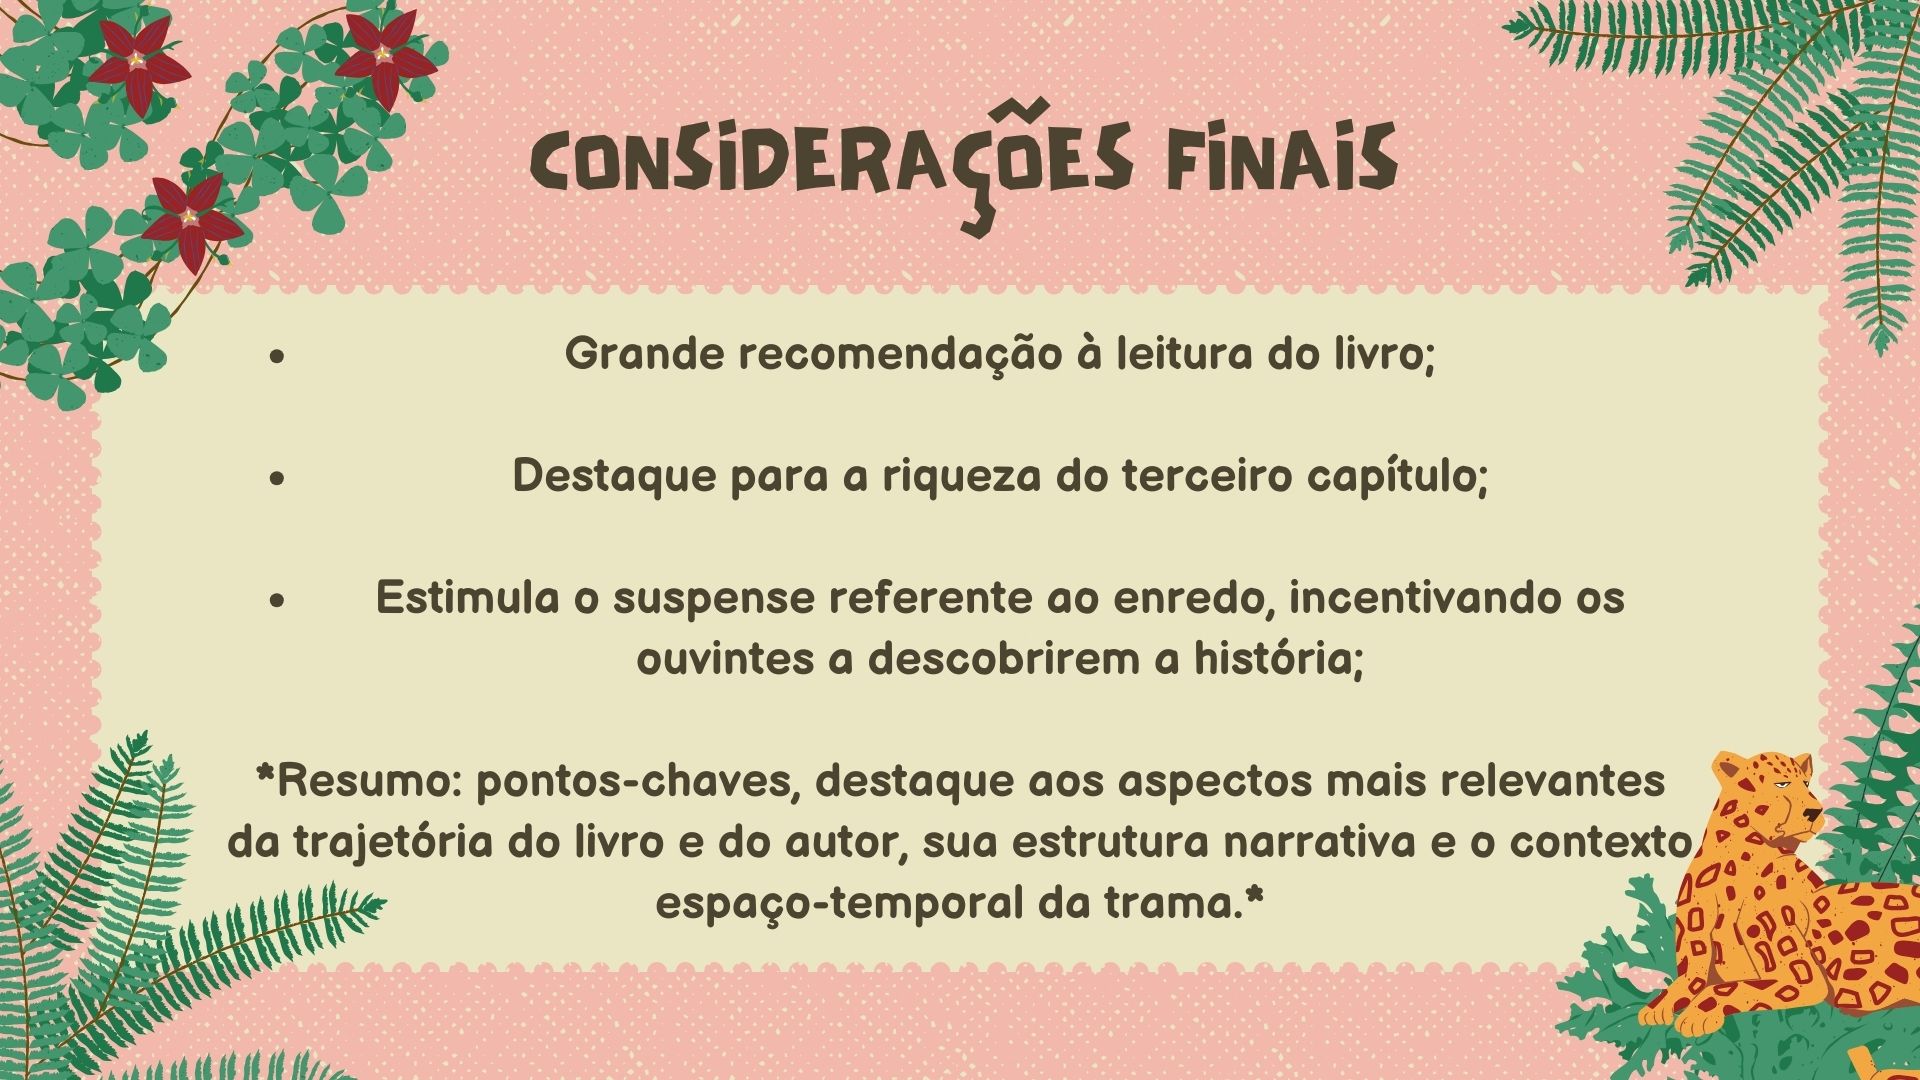 CONSIDERAÇÕES FINAIS
• Grande recomendação à leitura do livro;
• Destaque para a riqueza do terceiro capítulo;
• Estimula o suspense referente ao enredo, incentivando os
ouvintes a descobrirem a história;
*Resumo: pontos-chaves, destaque aos aspectos mais relevantes
da trajetória do livro e do autor, sua estrutura narrativa e o contexto
espaço-temporal da trama.*